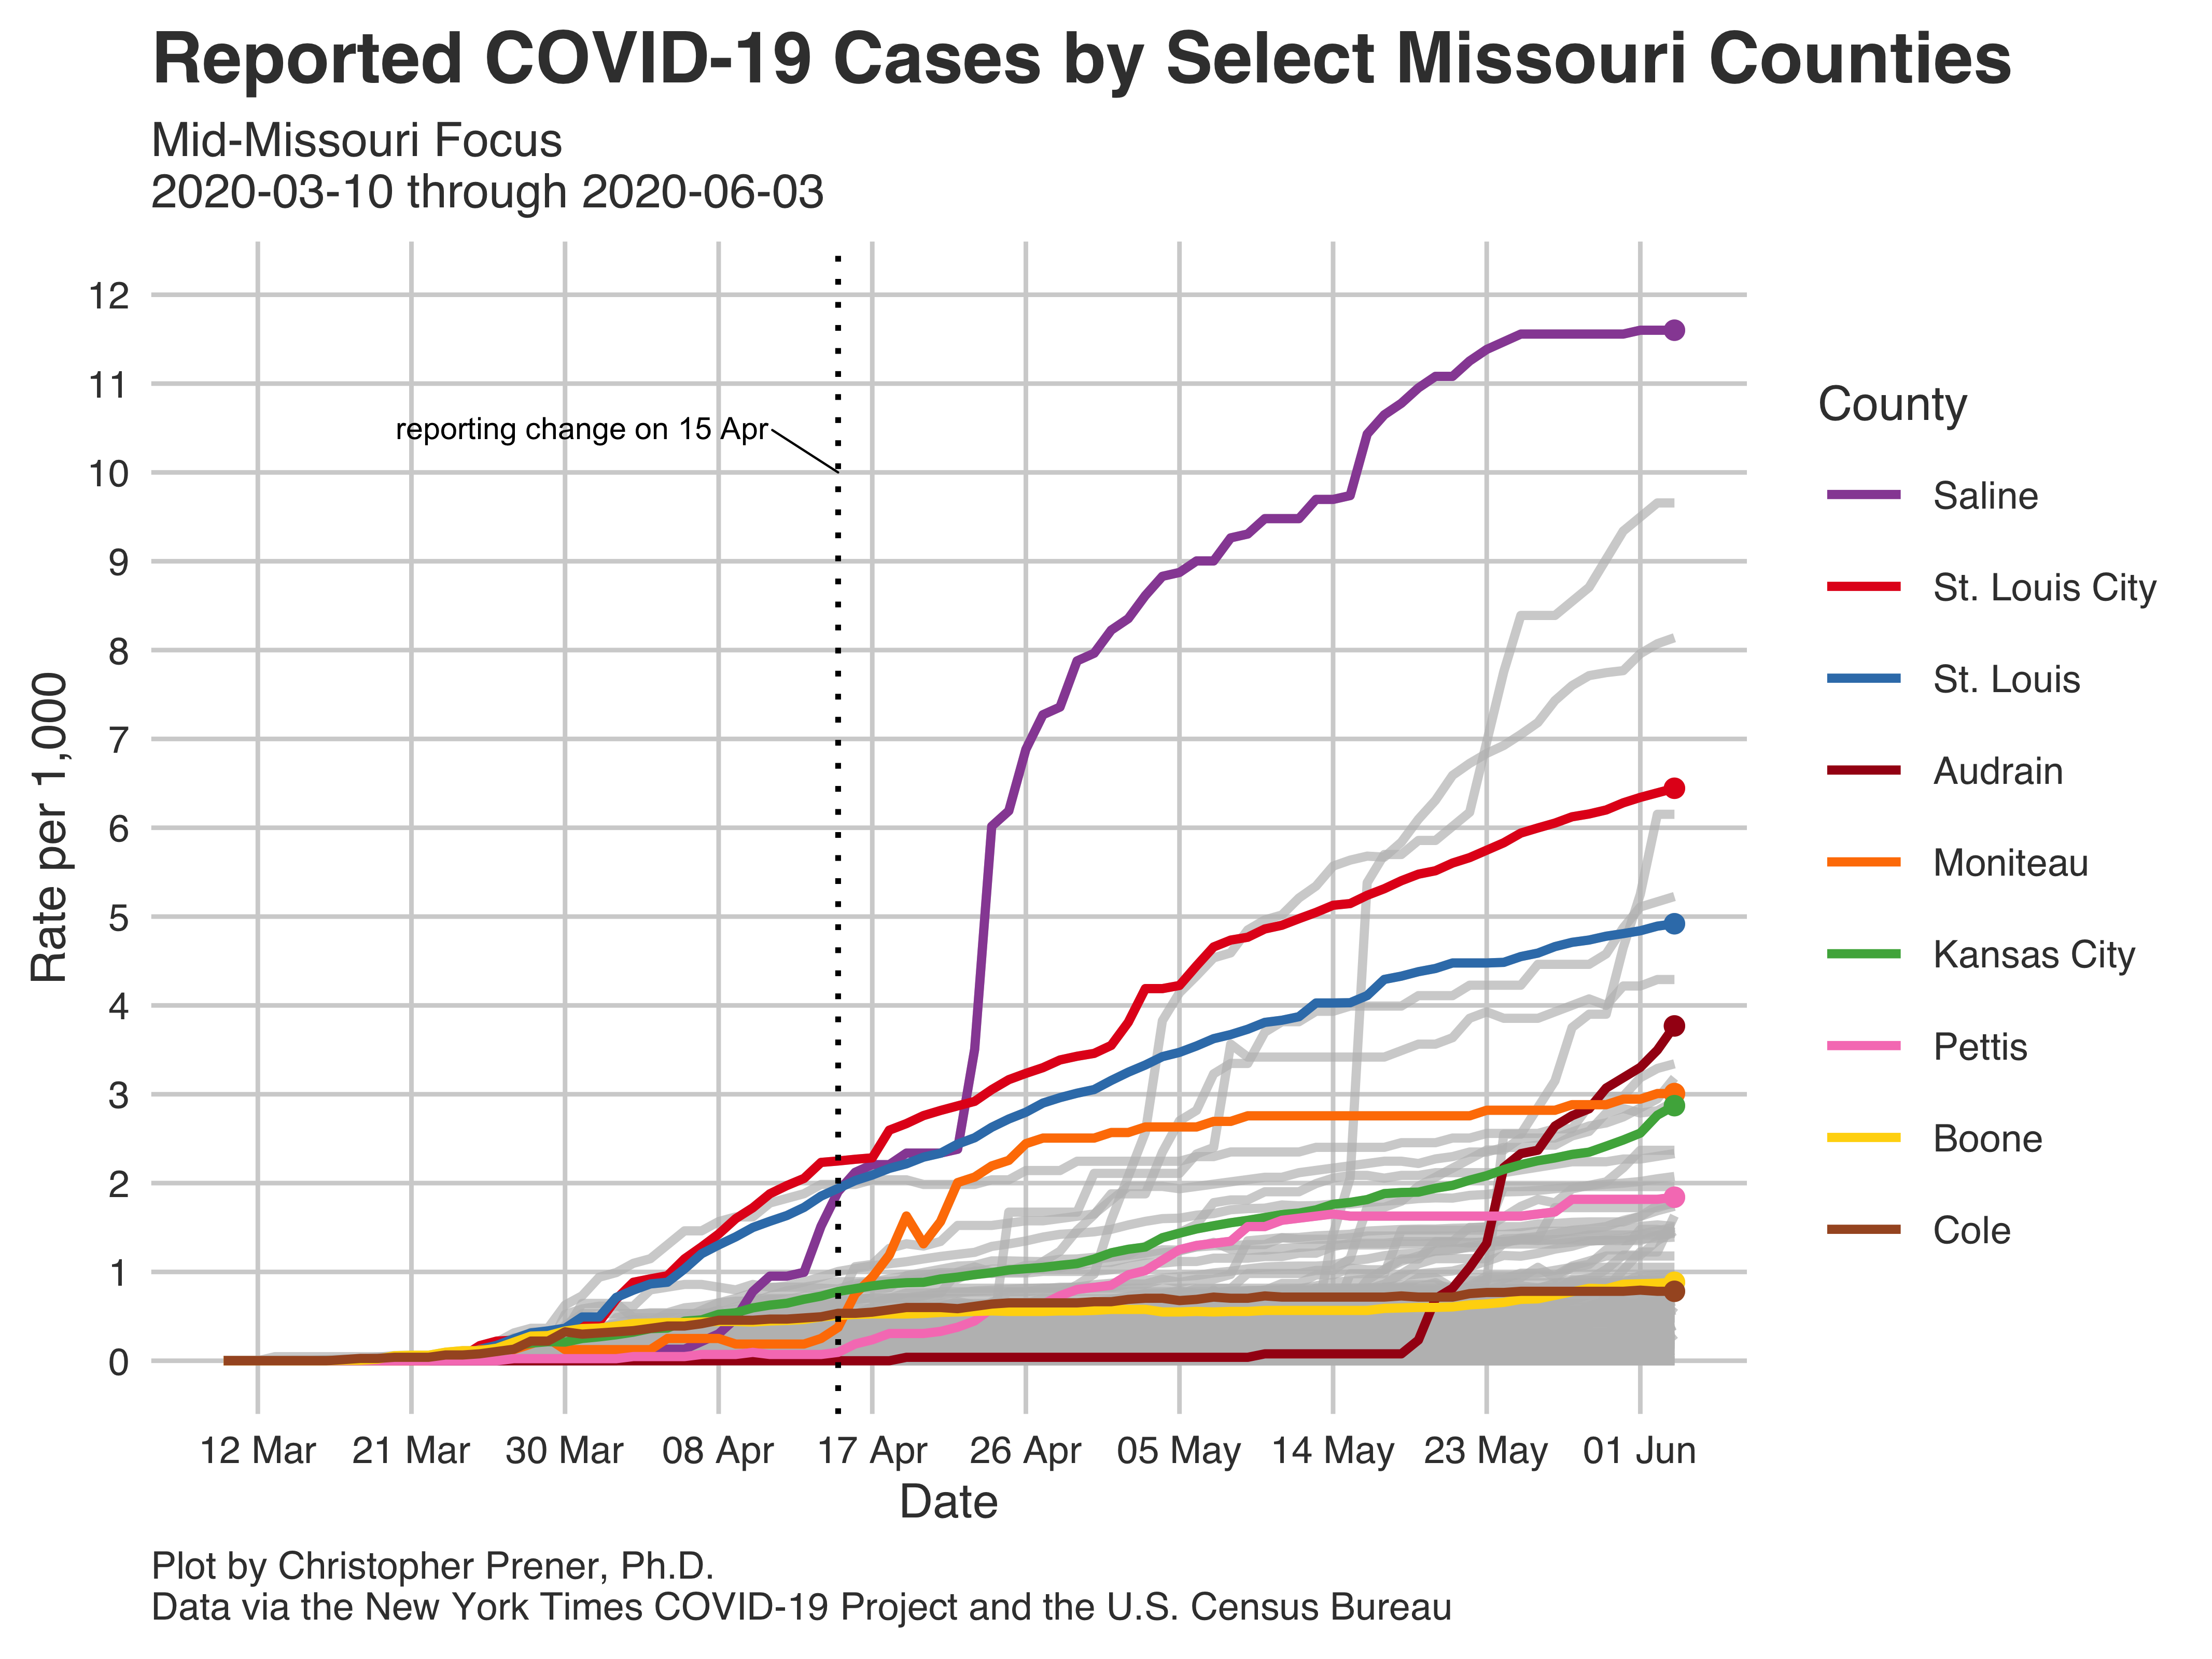 Reported COVID-19 Cases by Select Missouri Counties
Mid-Missouri Focus
2020-03-10 through 2020-06-03
12
11
10
9
8
7
6
5
4
3
2
1
0
Rate per 1,000
reporting change on 15 Apr
12 Mar
21 Mar
30 Mar
08 Apr
17 Apr
26 Apr
05 May
14 May
23 May
01 Jun
Date
County
Saline
St. Louis City
St. Louis
Audrain
Moniteau
Kansas City
Pettis
Boone
Cole
Plot by Christopher Prener, Ph.D.
Data via the New York Times COVID-19 Project and the U.S. Census Bureau